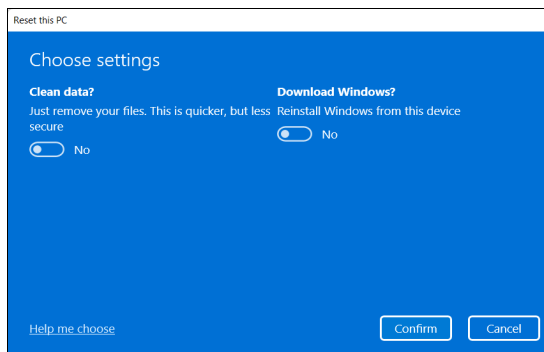 Reset this PC
Choose settings
Clean data?
Just remove your files. This is quicker, but less
secure
No
Download Windows?
Reinstall Windows from this device
No
Help me choose
Confirm
Cancel